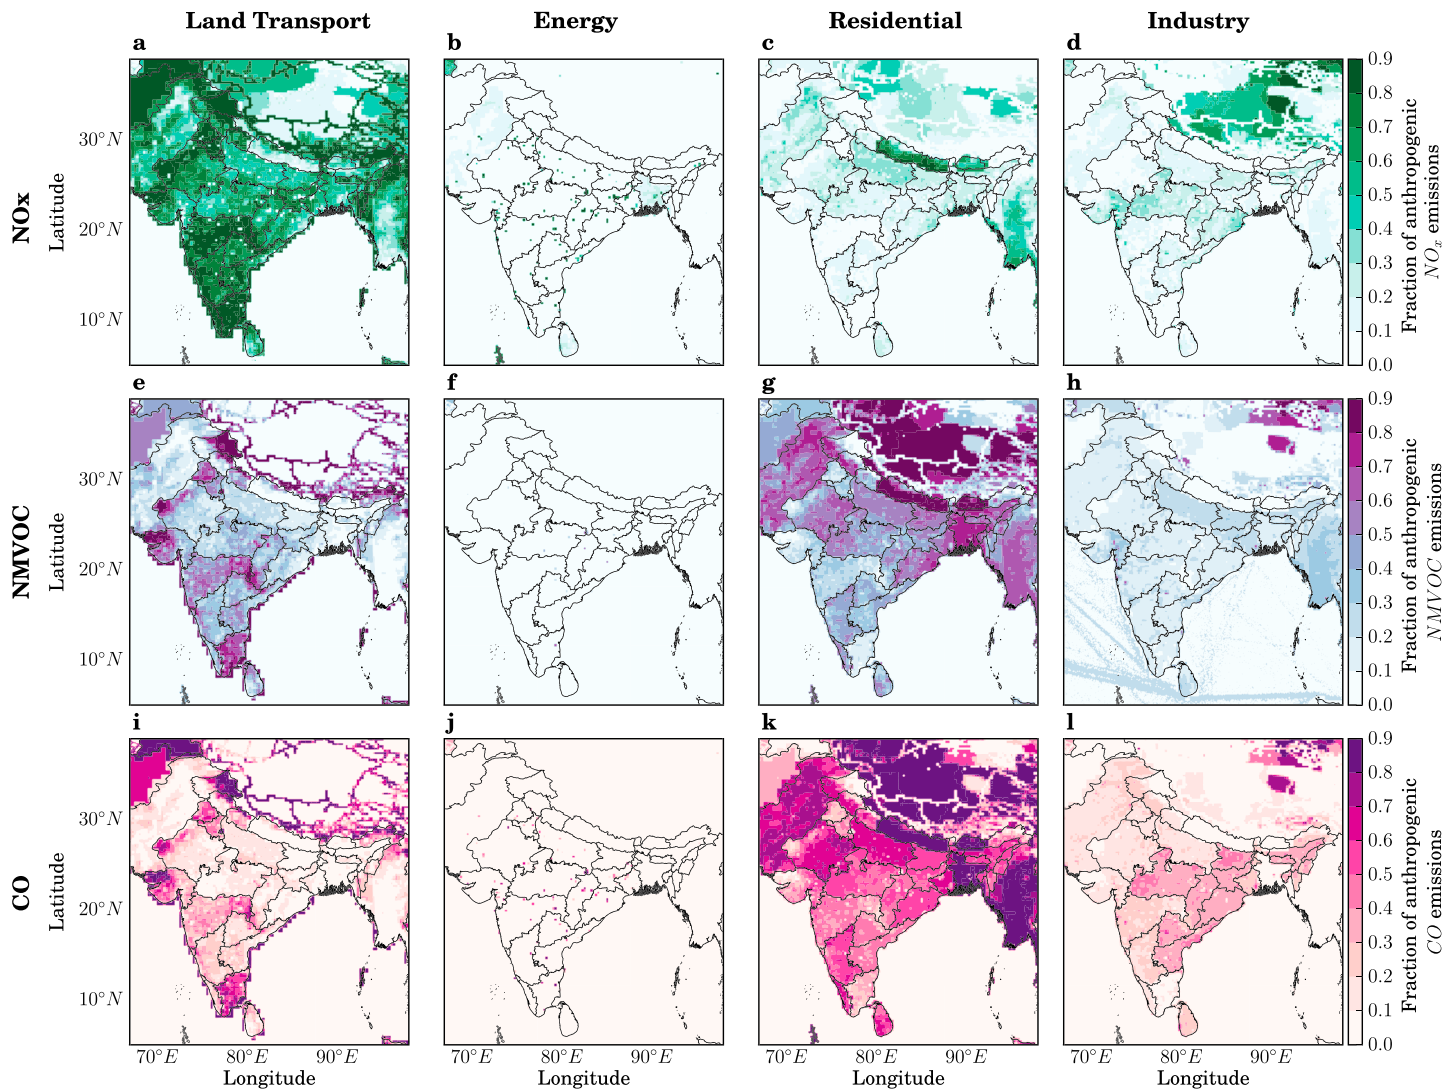 Land Transport Energy Residential Industry
a b c d
NOx
Latitude
30°N
20°N
10°N
0.9
0.8
0.7
0.6
0.5
0.4
0.3
0.2
0.1
0.0
Fraction of anthropogenic
NOx emissions
e f g h
NMVOC
Latitude
30°N
20°N
10°N
0.9
0.8
0.7
0.6
0.5
0.4
0.3
0.2
0.1
0.0
Fraction of anthropogenic
NMVOC emissions
i j k l
CO
Latitude
30°N
20°N
10°N
0.9
0.8
0.7
0.6
0.5
0.4
0.3
0.2
0.1
0.0
Fraction of anthropogenic
CO emissions
70°E 80°E 90°E 70°E 80°E 90°E 70°E 80°E 90°E 70°E 80°E 90°E
Longitude Longitude Longitude Longitude